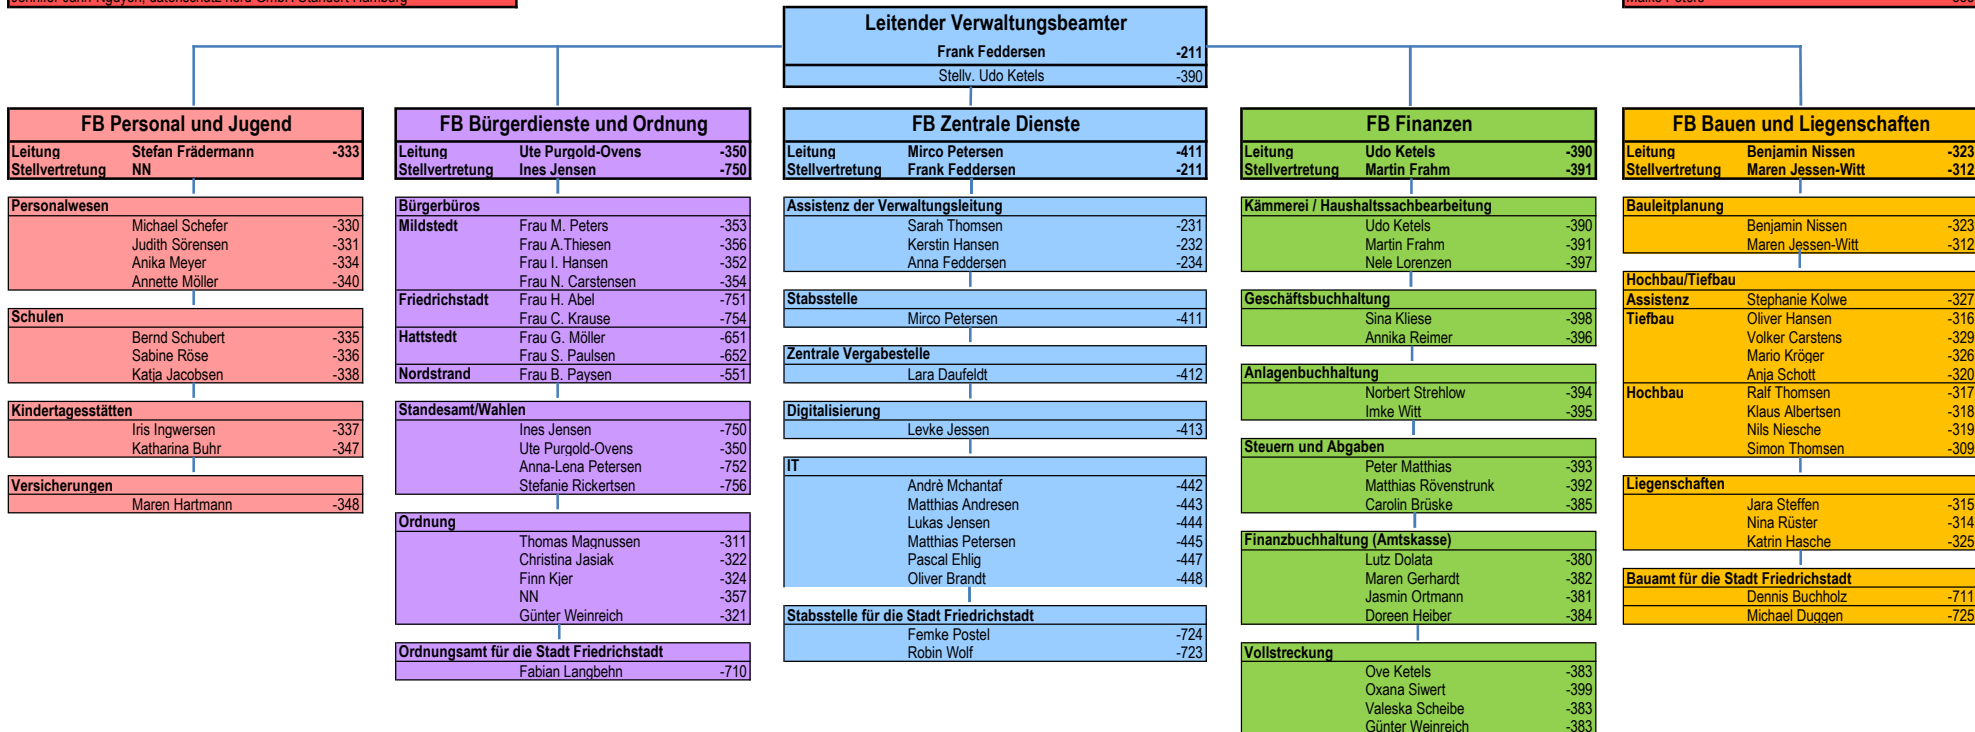 Leitender Verwaltungsbeamter
Frank Feddersen -211
Stellv. Udo Ketels -390
FB Personal und Jugend
Leitung Stefan Frädermann -333
Stellvertretung NN
Personalwesen
Michael Schefer -330
Judith Sörensen -331
Anika Meyer -334
Annette Möller -340
Schulen
Bernd Schubert -335
Sabine Röse -336
Katja Jacobsen -338
Kindertagesstätten
Iris Ingwersen -337
Katharina Buhr -347
Versicherungen
Maren Hartmann -348
FB Bürgerdienste und Ordnung
Leitung Ute Purgold-Ovens -350
Stellvertretung Ines Jensen -750
Bürgerbüros
Mildstedt Frau M. Peters -353
Frau A.Thiesen -356
Frau I. Hansen -352
Frau N. Carstensen -354
Friedrichstadt Frau H. Abel -751
Frau C. Krause -754
Hattstedt Frau G. Möller -651
Frau S. Paulsen -652
Nordstrand Frau B. Paysen -551
Standesamt/Wahlen
Ines Jensen -750
Ute Purgold-Ovens -350
Anna-Lena Petersen -752
Stefanie Rickertsen -756
Ordnung
Thomas Magnussen -311
Christina Jasiak -322
Finn Kjer -324
NN -357
Günter Weinreich -321
Ordnungsamt für die Stadt Friedrichstadt
Fabian Langbehn -710
FB Zentrale Dienste
Leitung Mirco Petersen -411
Stellvertretung Frank Feddersen -211
Assistenz der Verwaltungsleitung
Sarah Thomsen -231
Kerstin Hansen -232
Anna Feddersen -234
Stabsstelle
Mirco Petersen -411
Zentrale Vergabestelle
Lara Daufeldt -412
Digitalisierung
Levke Jessen -413
IT
Andrè Mchantaf -442
Matthias Andresen -443
Lukas Jensen -444
Matthias Petersen -445
Pascal Ehlig -447
Oliver Brandt -448
Stabsstelle für die Stadt Friedrichstadt
Femke Postel -724
Robin Wolf -723
FB Finanzen
Leitung Udo Ketels -390
Stellvertretung Martin Frahm -391
Kämmerei / Haushaltssachbearbeitung
Udo Ketels -390
Martin Frahm -391
Nele Lorenzen -397
Geschäftsbuchhaltung
Sina Kliese -398
Annika Reimer -396
Anlagenbuchhaltung
Norbert Strehlow -394
Imke Witt -395
Steuern und Abgaben
Peter Matthias -393
Matthias Rövenstrunk -392
Carolin Brüske -385
Finanzbuchhaltung (Amtskasse)
Lutz Dolata -380
Maren Gerhardt -382
Jasmin Ortmann -381
Doreen Heiber -384
Vollstreckung
Ove Ketels -383
Oxana Siwert -399
Valeska Scheibe -383
Günter Weinreich -383
FB Bauen und Liegenschaften
Leitung Benjamin Nissen -323
Stellvertretung Maren Jessen-Witt -312
Bauleitplanung
Benjamin Nissen -323
Maren Jessen-Witt -312
Hochbau/Tiefbau
Assistenz Stephanie Kolwe -327
Tiefbau Oliver Hansen -316
Volker Carstens -329
Mario Kröger -326
Anja Schott -320
Hochbau Ralf Thomsen -317
Klaus Albertsen -318
Nils Niesche -319
Simon Thomsen -309
Liegenschaften
Jara Steffen -315
Nina Rüster -314
Katrin Hasche -325
Bauamt für die Stadt Friedrichstadt
Dennis Buchholz -711
Michael Duggen -725